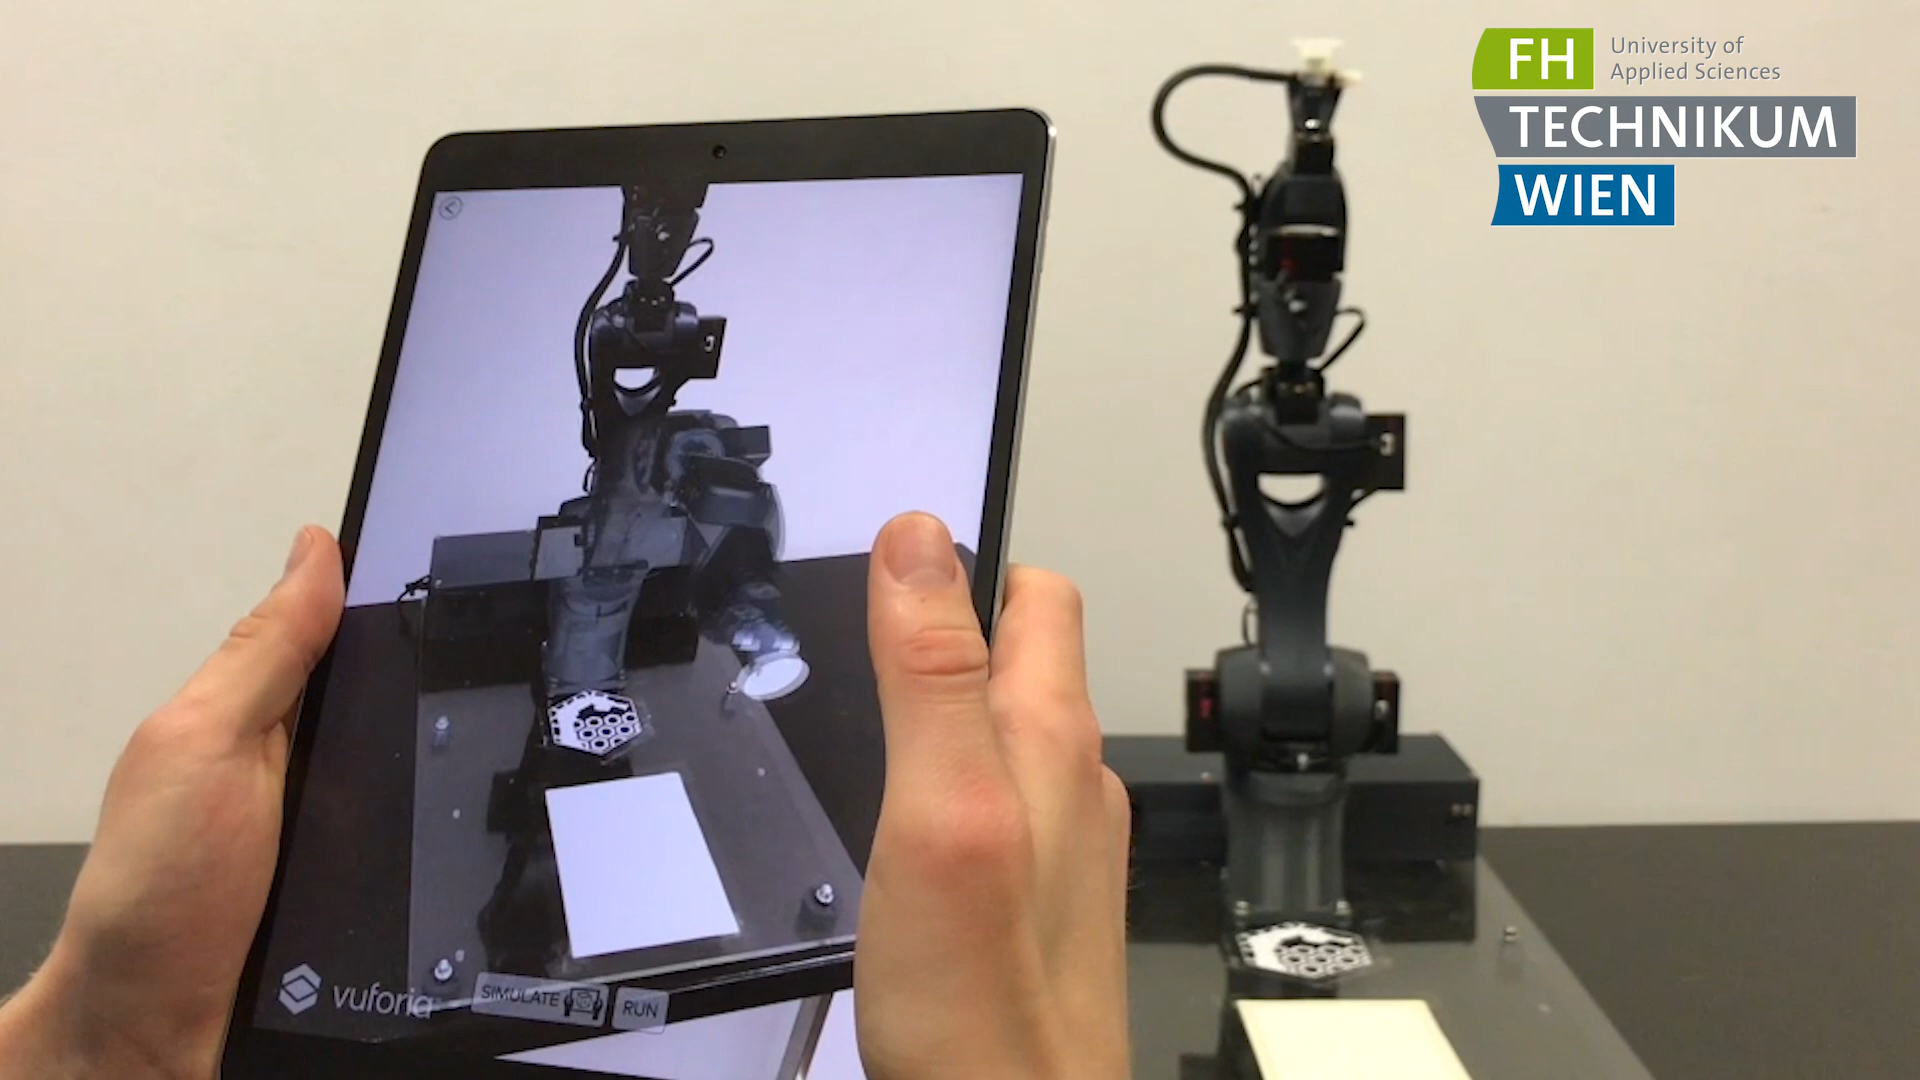 FH University of
Applied Sciences
TECHNIKUM
WIEN
vuforia
SIMULATE RUN